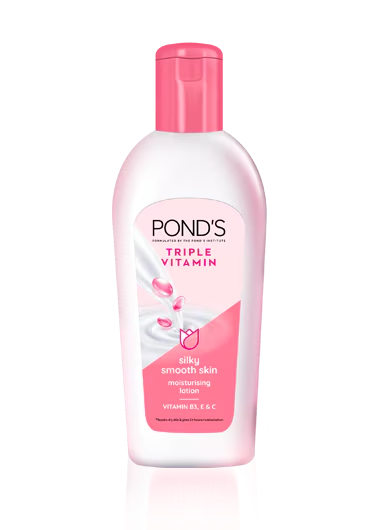 POND'S
FORMULATED BY THE POND'S INSTITUTE
TRIPLE
VITAMIN
silky
smooth skin
moisturising
lotion
VITAMIN B3, E & C